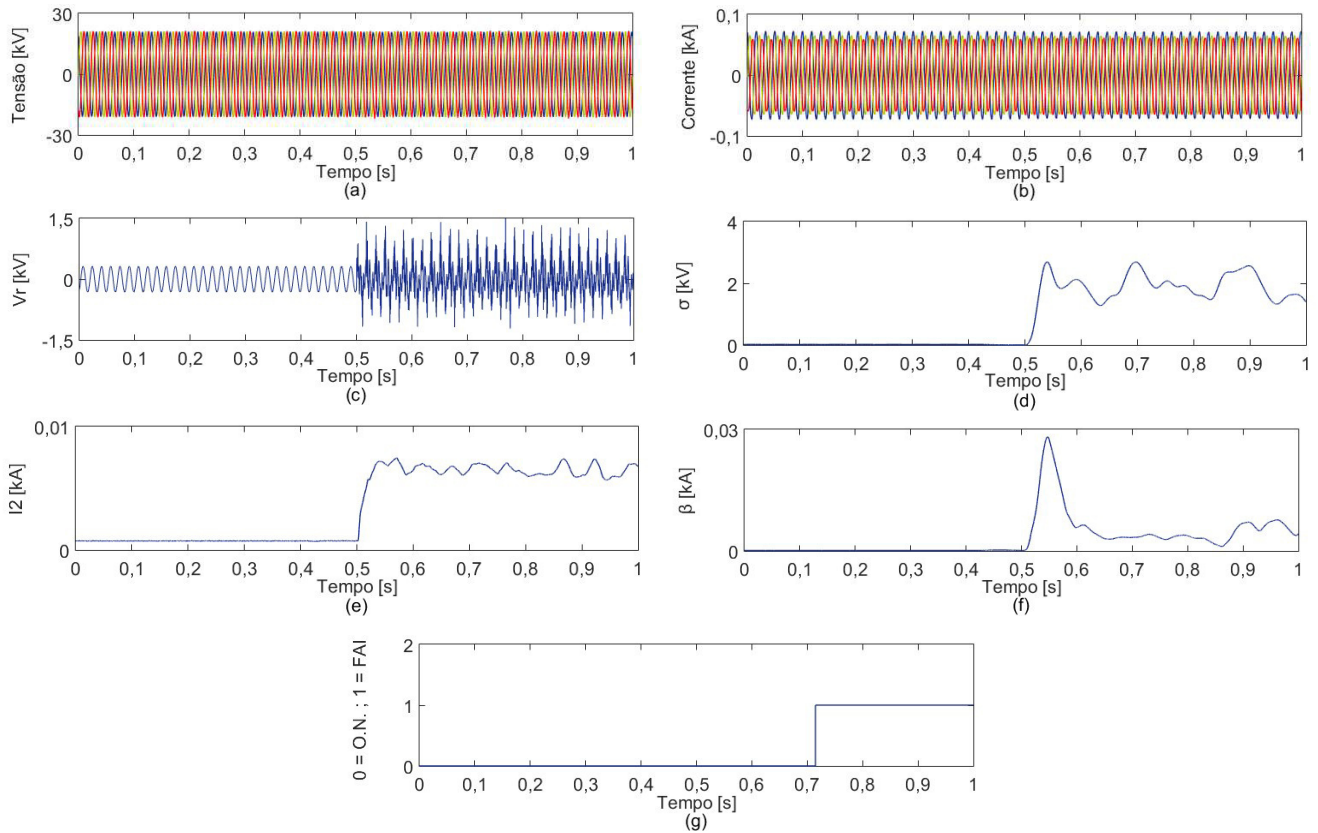 Tensão [kV]
30
0
-30
0 0,1 0,2 0,3 0,4 0,5 0,6 0,7 0,8 0,9 1
Tempo [s]
(a)
Corrente [kA]
0,1
0
-0,1
0 0,1 0,2 0,3 0,4 0,5 0,6 0,7 0,8 0,9 1
Tempo [s]
(b)
Vr [kV]
1,5
0
-1,5
0 0,1 0,2 0,3 0,4 0,5 0,6 0,7 0,8 0,9 1
Tempo [s]
(c)
σ [kV]
4
2
0
0 0,1 0,2 0,3 0,4 0,5 0,6 0,7 0,8 0,9 1
Tempo [s]
(d)
I2 [kA]
0,01
0
0 0,1 0,2 0,3 0,4 0,5 0,6 0,7 0,8 0,9 1
Tempo [s]
(e)
β [kA]
0,03
0
0 0,1 0,2 0,3 0,4 0,5 0,6 0,7 0,8 0,9 1
Tempo [s]
(f)
0 = O.N. ; 1 = FAI
2
1
0
0 0,1 0,2 0,3 0,4 0,5 0,6 0,7 0,8 0,9 1
Tempo [s]
(g)